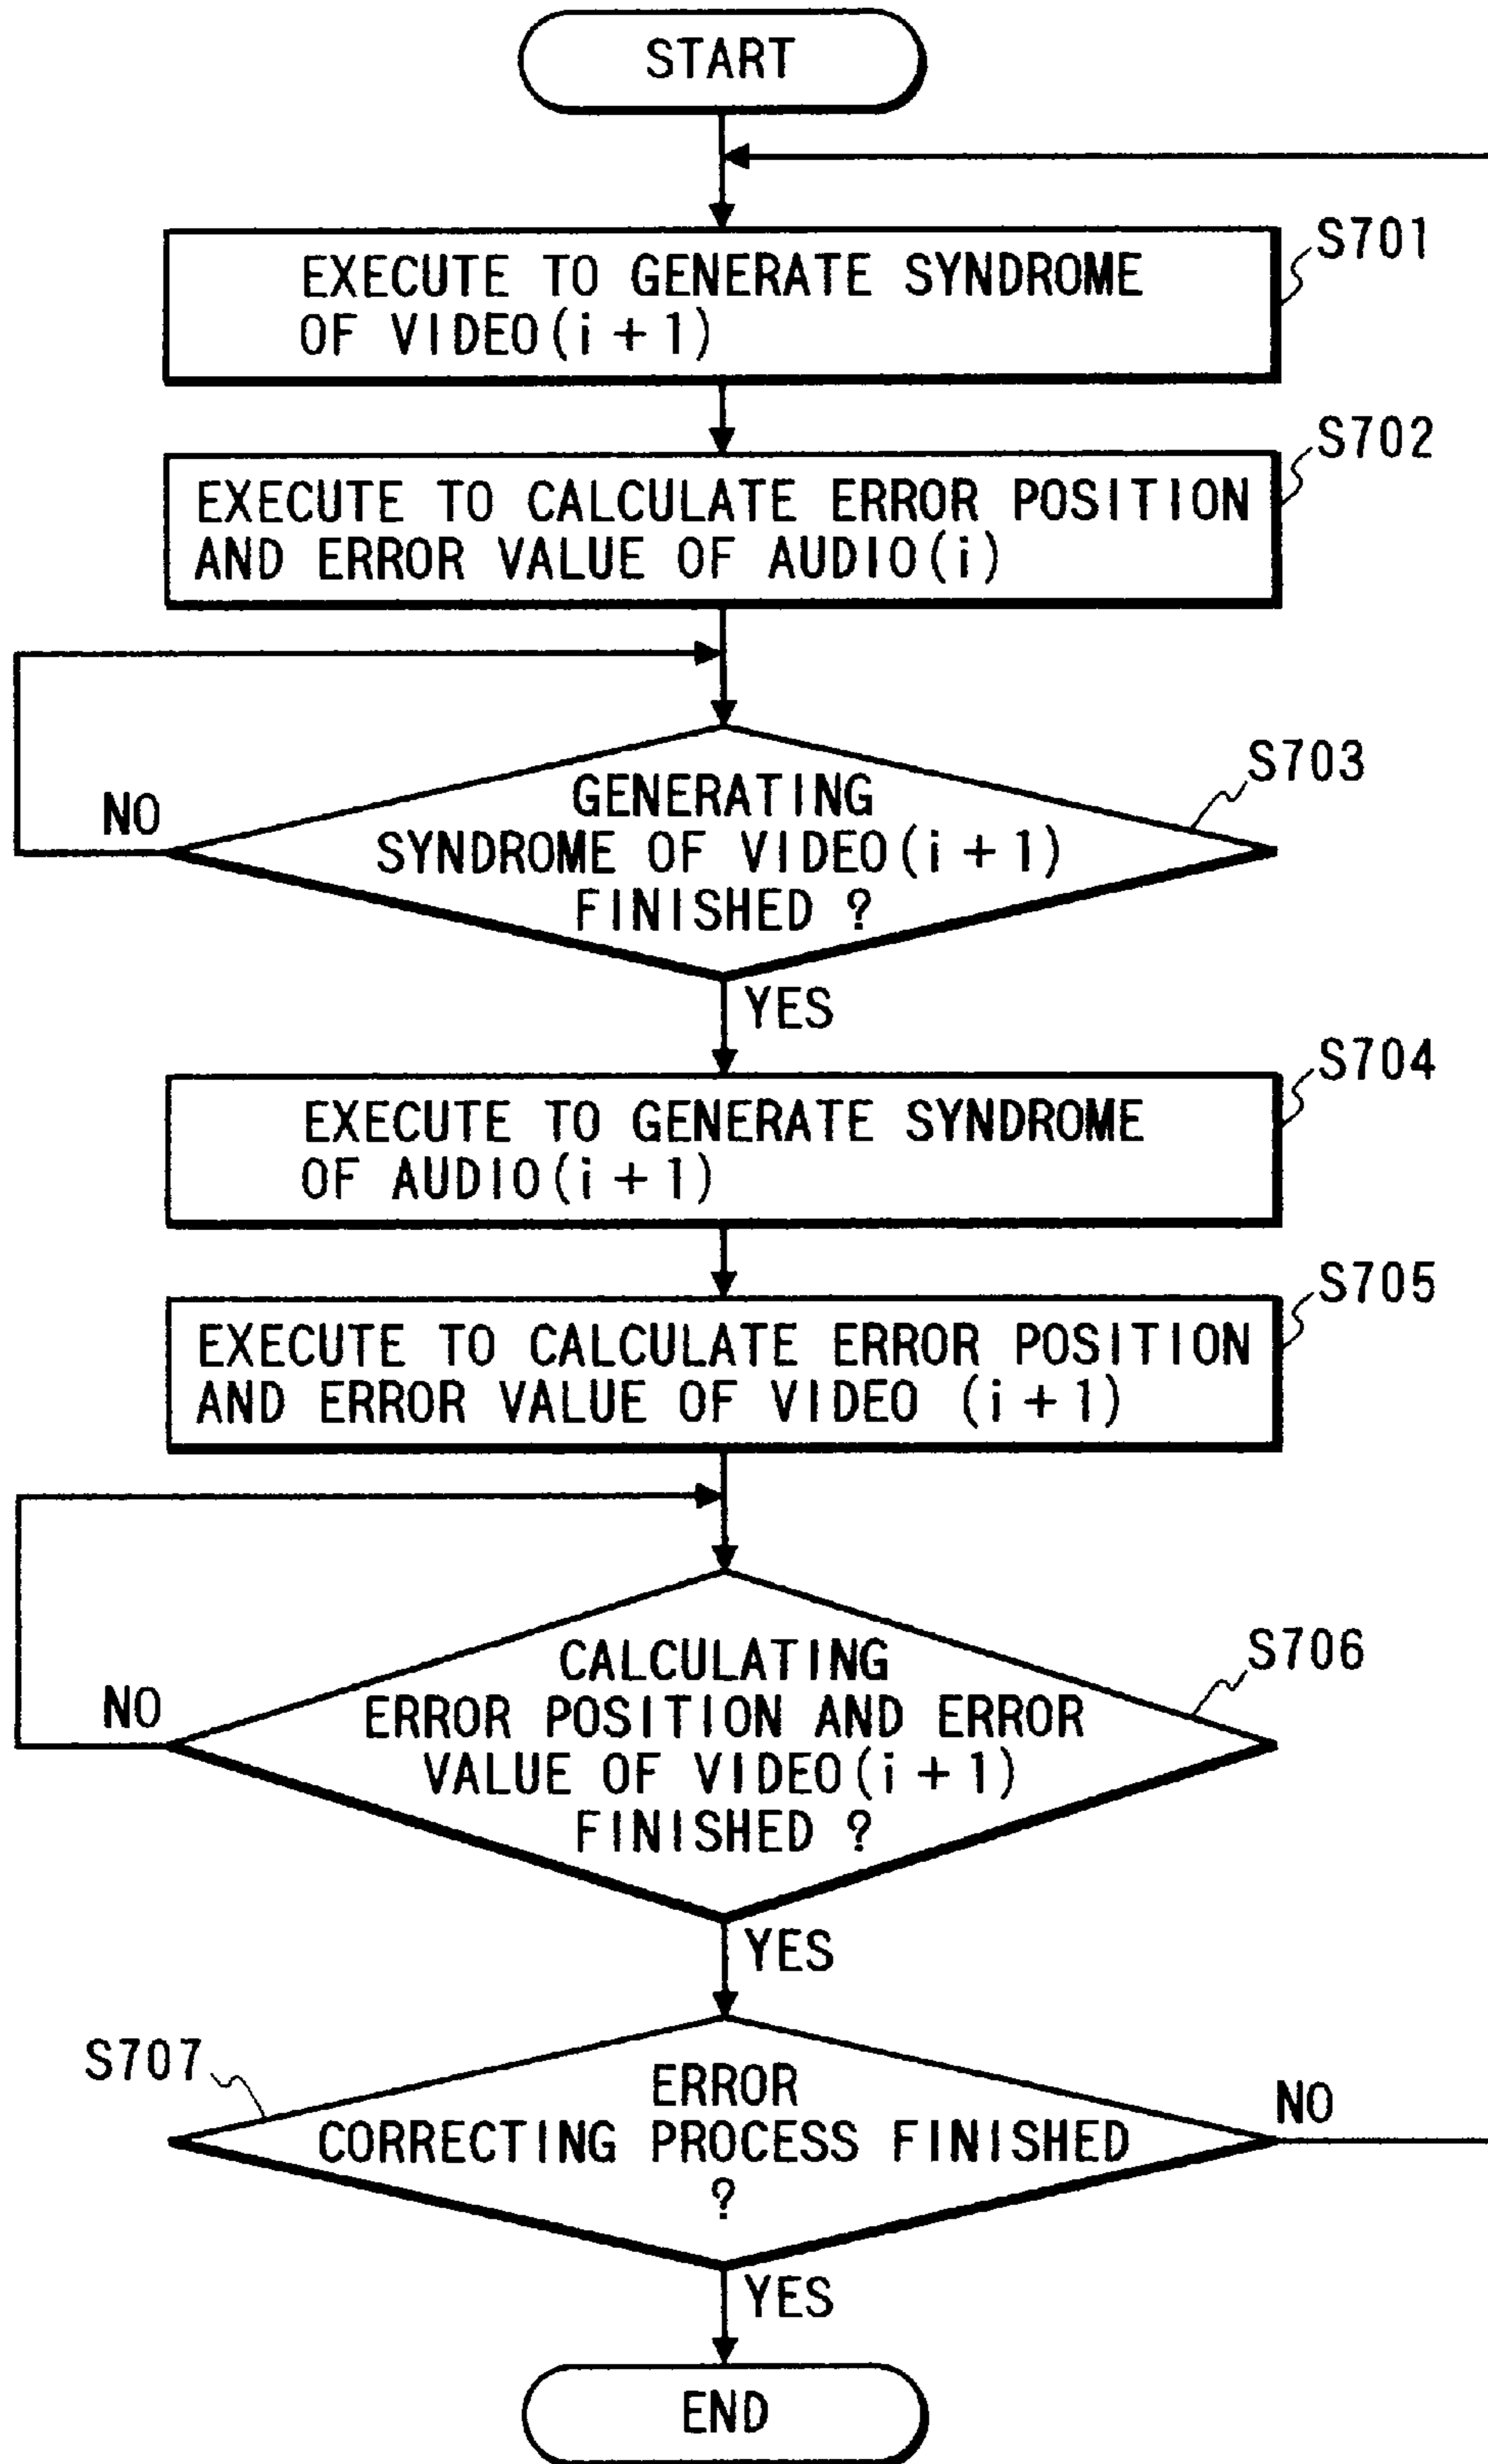 START
EXECUTE TO GENERATE SYNDROME
OF VIDEO(i+1)
S701
EXECUTE TO CALCULATE ERROR POSITION
AND ERROR VALUE OF AUDIO(i)
S702
GENERATING
SYNDROME OF VIDEO(i+1)
FINISHED ?
S703
NO
YES
EXECUTE TO GENERATE SYNDROME
OF AUDIO(i+1)
S704
EXECUTE TO CALCULATE ERROR POSITION
AND ERROR VALUE OF VIDEO (i+1)
S705
CALCULATING
ERROR POSITION AND ERROR
VALUE OF VIDEO(i+1)
FINISHED ?
S706
NO
YES
S707
ERROR
CORRECTING PROCESS FINISHED
?
NO
YES
END